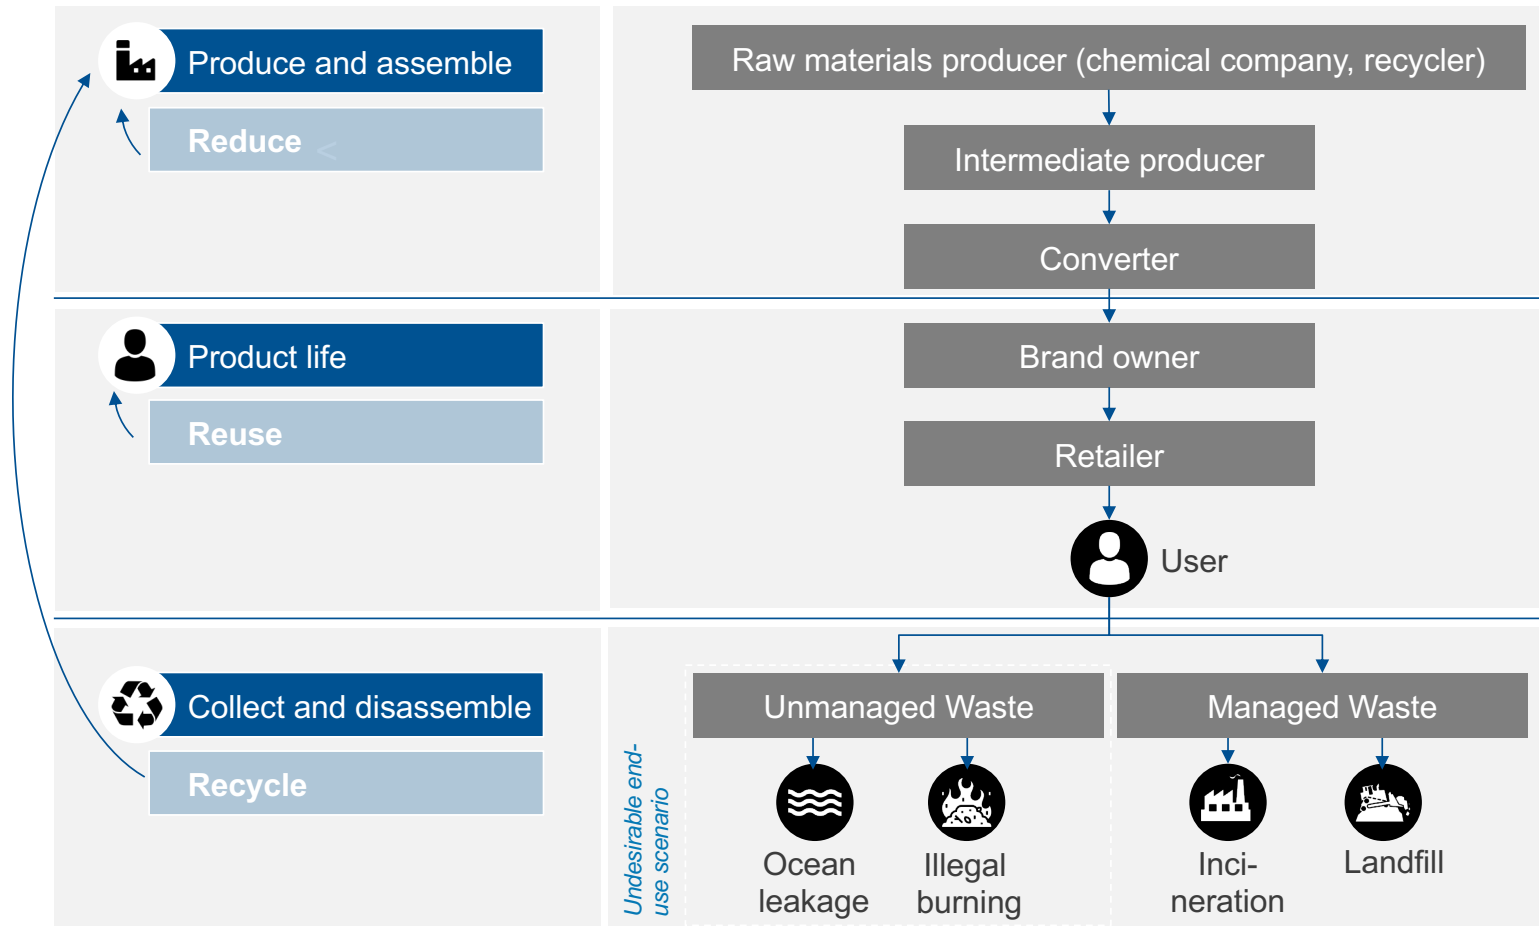 Produce and assemble
Reduce <
Raw materials producer (chemical company, recycler)
Intermediate producer
Converter
Product life
Reuse
Brand owner
Retailer
User
Collect and disassemble
Recycle
Undesirable end-
use scenario
Unmanaged Waste
Managed Waste
Ocean
leakage
Illegal
burning
Inci-
neration
Landfill